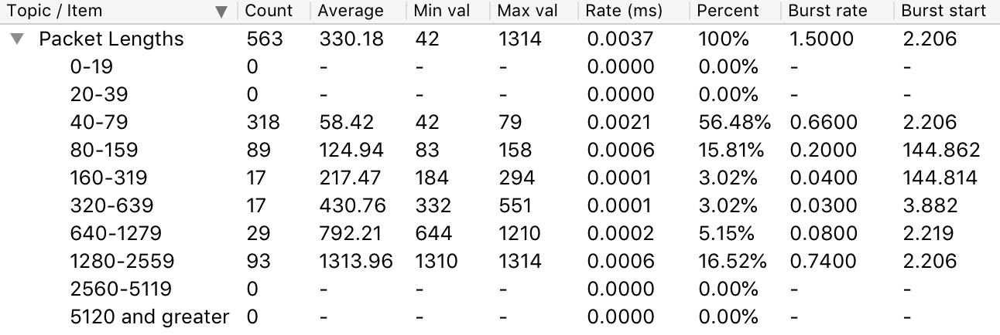 Topic / Item ▼ Count Average Min val Max val Rate (ms) Percent Burst rate Burst start
▼ Packet Lengths 563 330.18 42 1314 0.0037 100% 1.5000 2.206
0-19 0 - - - 0.0000 0.00% - -
20-39 0 - - - 0.0000 0.00% - -
40-79 318 58.42 42 79 0.0021 56.48% 0.6600 2.206
80-159 89 124.94 83 158 0.0006 15.81% 0.2000 144.862
160-319 17 217.47 184 294 0.0001 3.02% 0.0400 144.814
320-639 17 430.76 332 551 0.0001 3.02% 0.0300 3.882
640-1279 29 792.21 644 1210 0.0002 5.15% 0.0800 2.219
1280-2559 93 1313.96 1310 1314 0.0006 16.52% 0.7400 2.206
2560-5119 0 - - - 0.0000 0.00% - -
5120 and greater 0 - - - 0.0000 0.00% - -